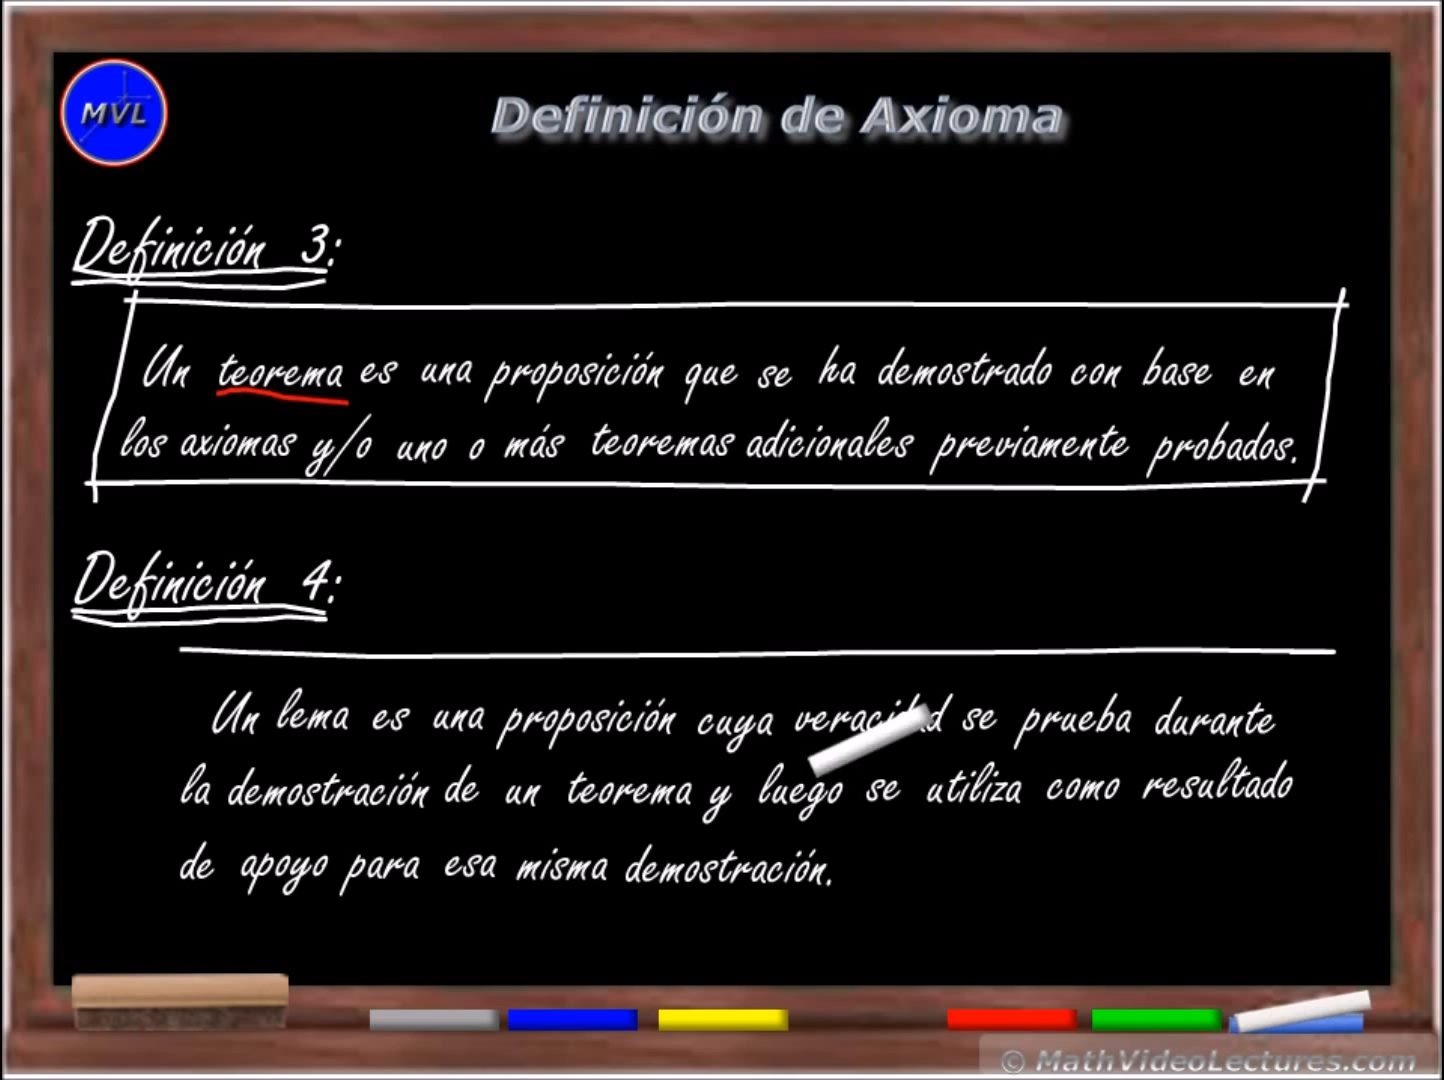 MVL
Definición de Axioma
Definición 3:
Un teorema es una proposición que se ha demostrado con base en
los axiomas y/o uno o más teoremas adicionales previamente probados.
Definición 4:
Un lema es una proposición cuya veracidad se prueba durante
la demostración de un teorema y luego se utiliza como resultado
de apoyo para esa misma demostración.
© MathVideoLectures.com